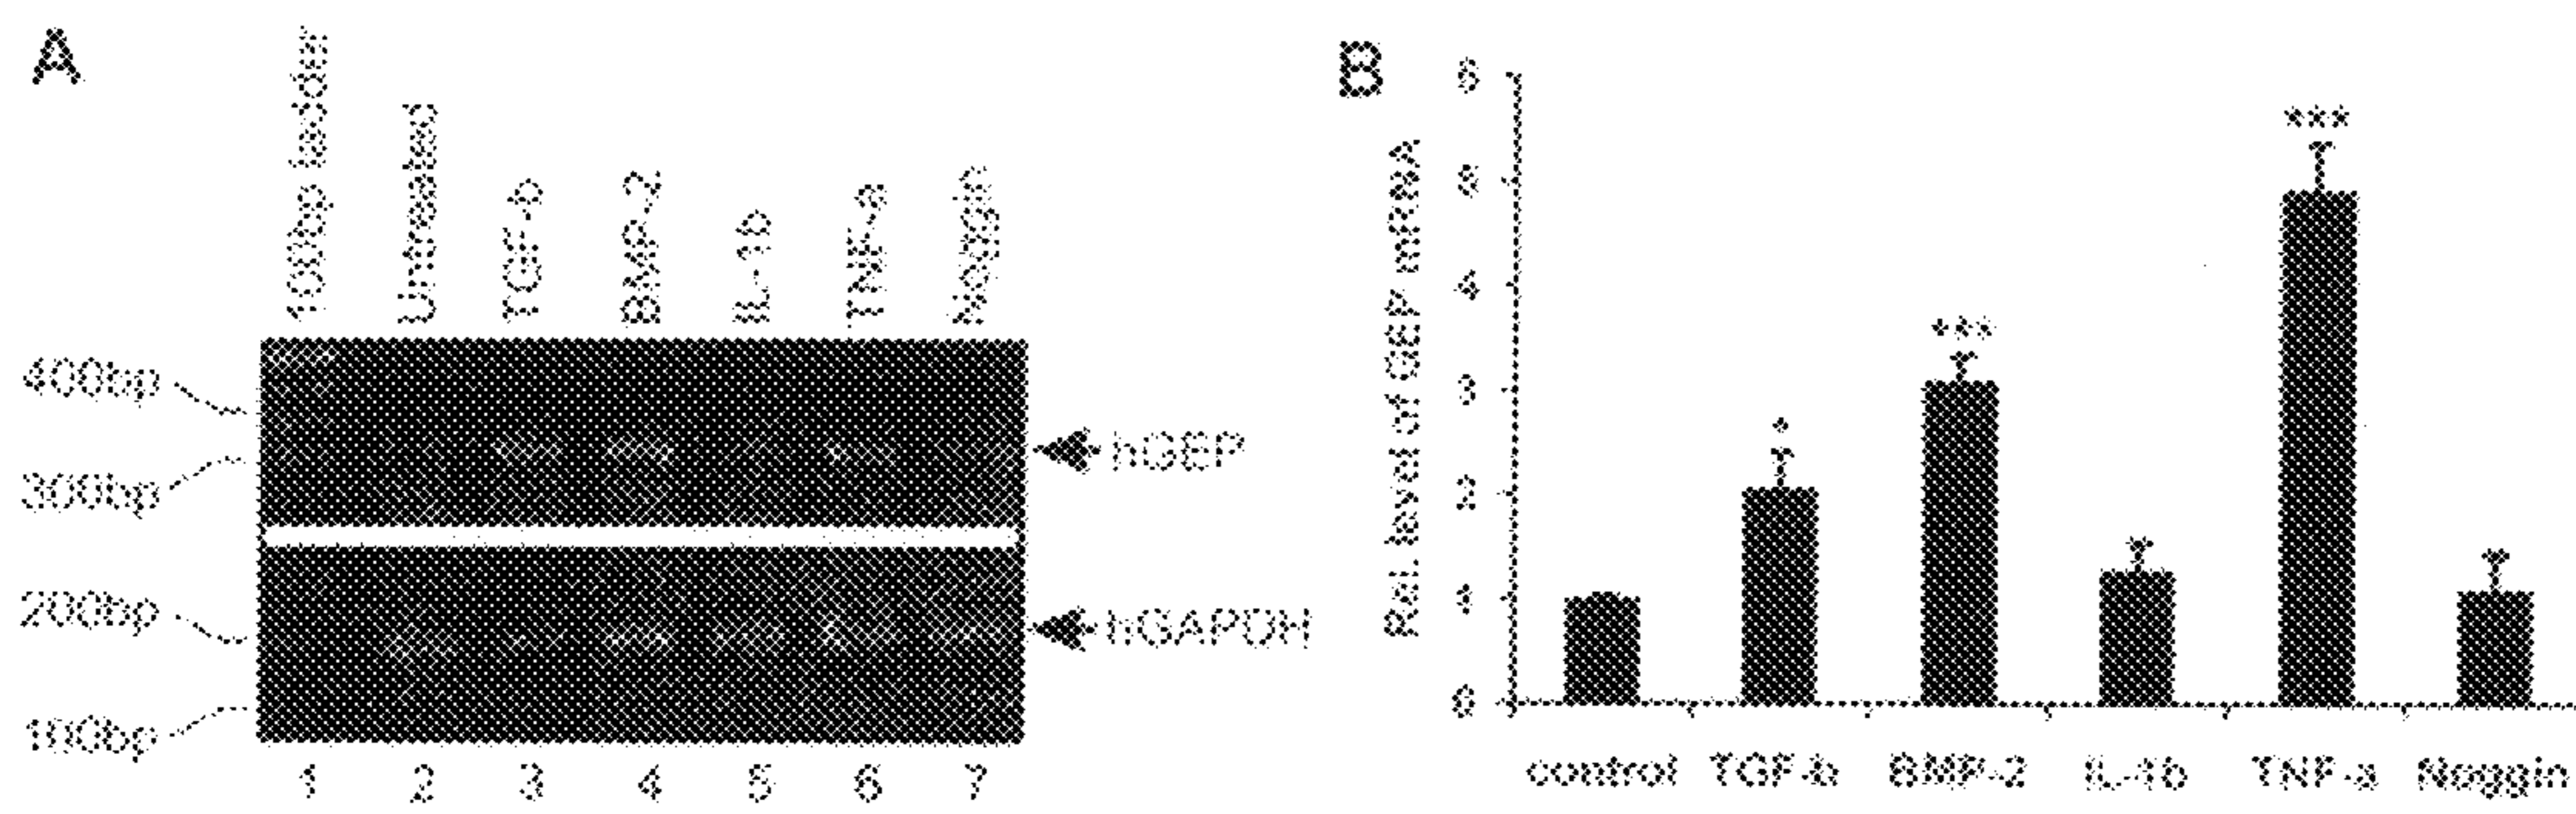 A
100bp ladder
Untreated
TGF-b
BMP-2
IL-1b
TNF-a
Noggin
400bp
300bp
200bp
100bp
hGEP
hGAPDH
1 2 3 4 5 6 7
B
Rel. level of GEP mRNA
6
5
4
3
2
1
0
*
***
***
control TGF-b BMP-2 IL-1b TNF-a Noggin